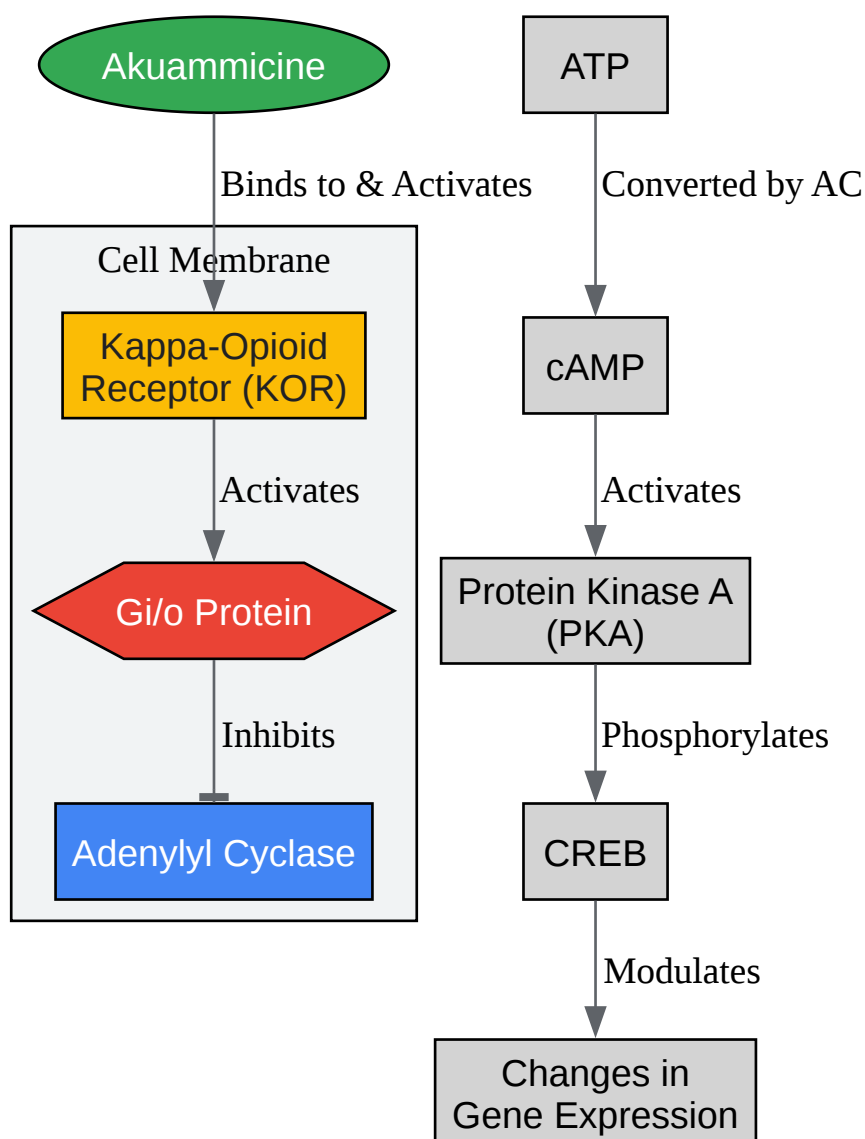 Akuammicine
Binds to & Activates
Cell Membrane
Kappa-Opioid
Receptor (KOR)
Activates
Gi/o Protein
Inhibits
Adenylyl Cyclase
ATP
Converted by AC
cAMP
Activates
Protein Kinase A
(PKA)
Phosphorylates
CREB
Modulates
Changes in
Gene Expression